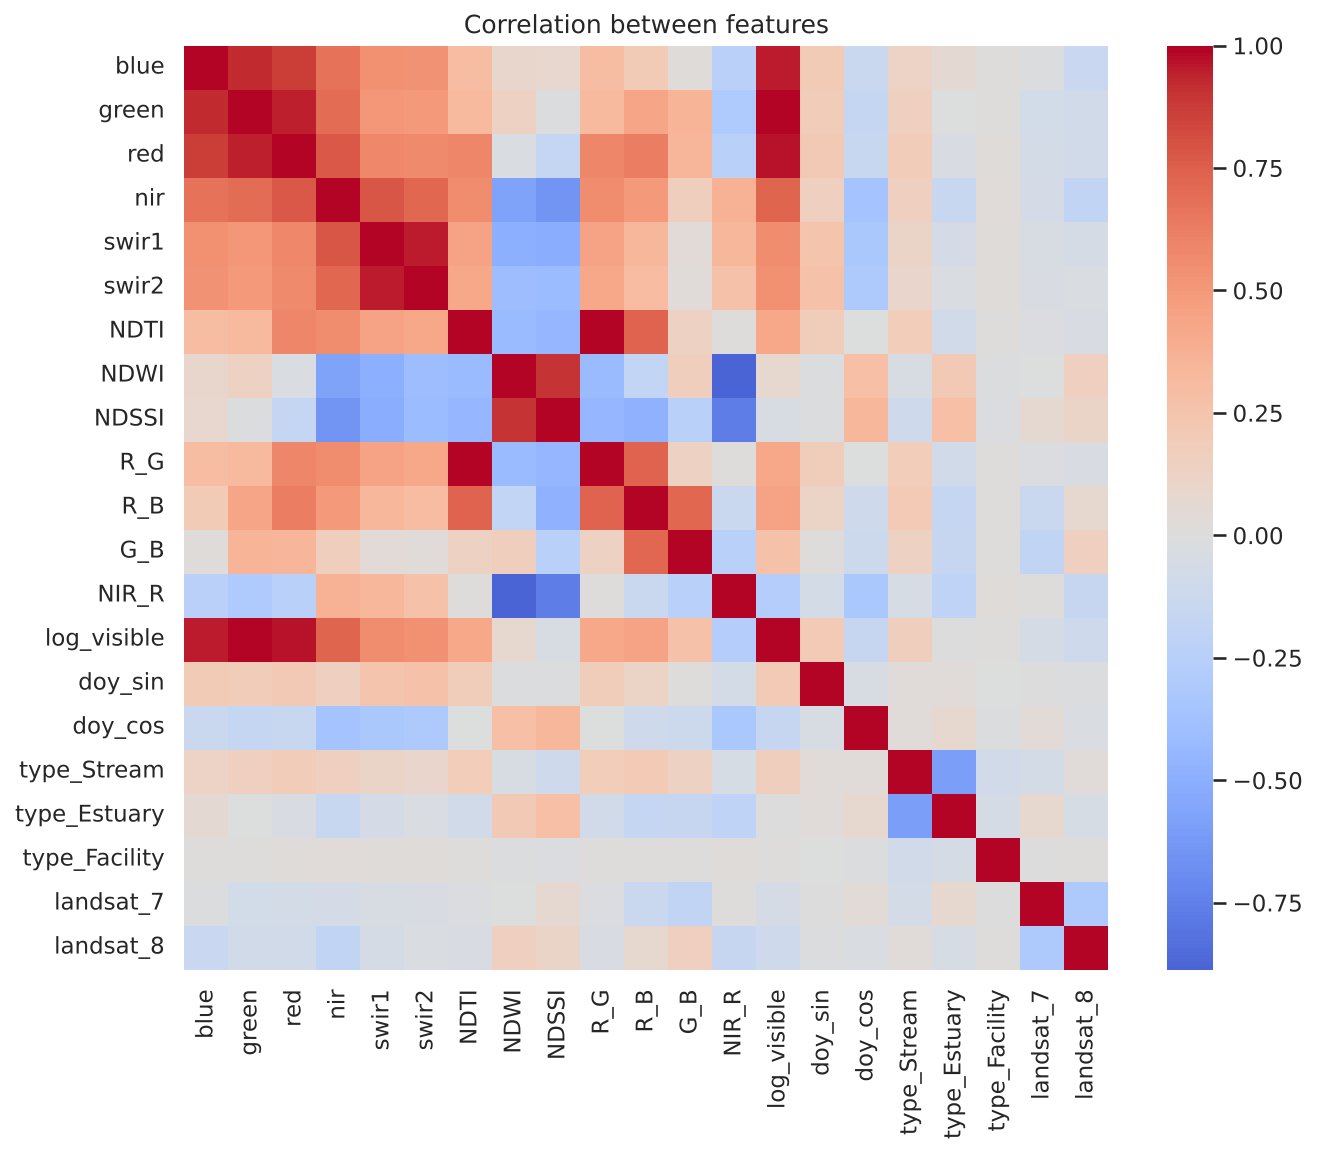 Correlation between features
blue
green
red
nir
swir1
swir2
NDTI
NDWI
NDSSI
R_G
R_B
G_B
NIR_R
log_visible
doy_sin
doy_cos
type_Stream
type_Estuary
type_Facility
landsat_7
landsat_8
blue
green
red
nir
swir1
swir2
NDTI
NDWI
NDSSI
R_G
R_B
G_B
NIR_R
log_visible
doy_sin
doy_cos
type_Stream
type_Estuary
type_Facility
landsat_7
landsat_8
1.00
0.75
0.50
0.25
0.00
−0.25
−0.50
−0.75